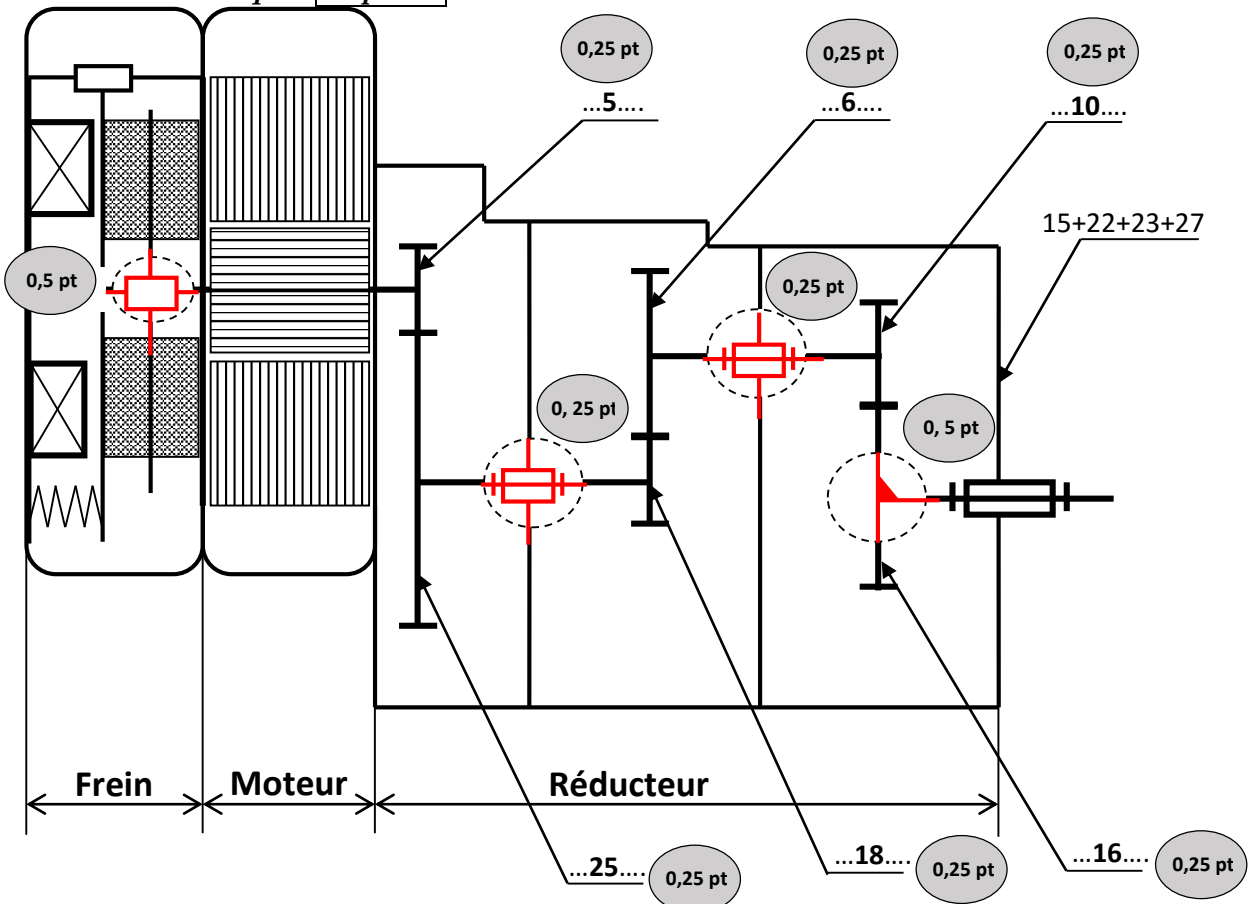 0,25 pt
0,25 pt
0,25 pt
...5....
...6....
...10....
15+22+23+27
0,5 pt
0,25 pt
0, 25 pt
0, 5 pt
Frein
Moteur
Réducteur
...25....
0,25 pt
...18....
0,25 pt
...16....
0,25 pt